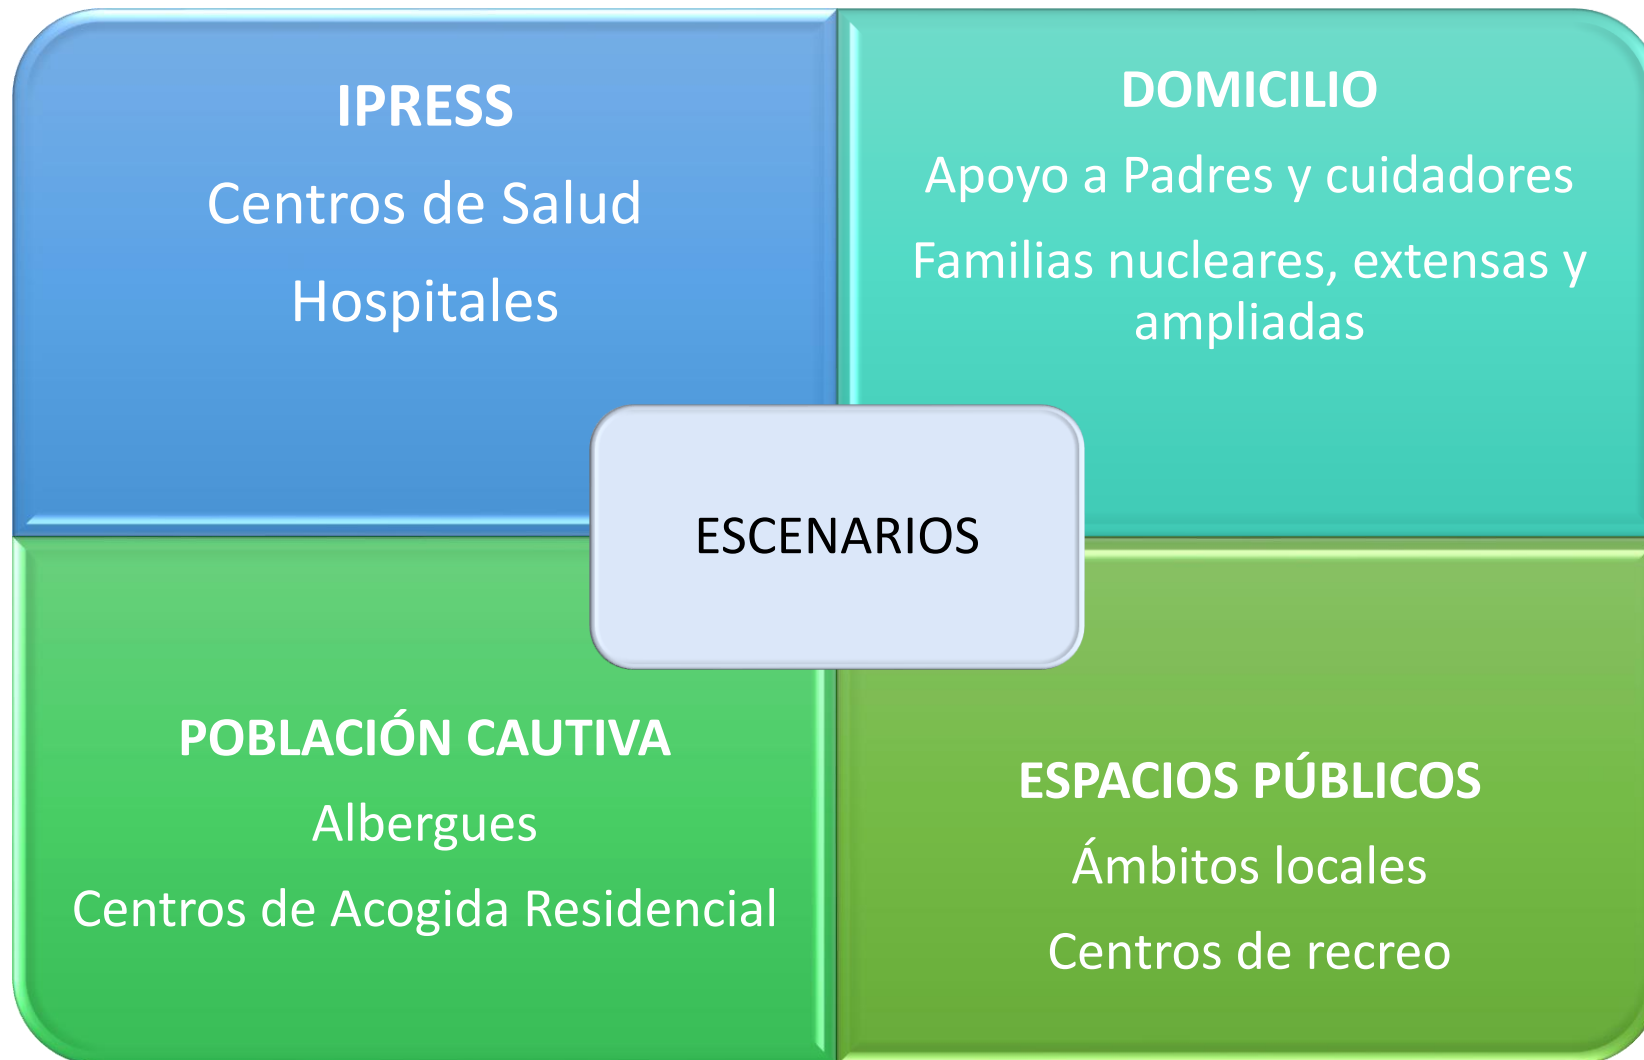 IPRESS
Centros de Salud
Hospitales
DOMICILIO
Apoyo a Padres y cuidadores
Familias nucleares, extensas y
ampliadas
ESCENARIOS
POBLACIÓN CAUTIVA
Albergues
Centros de Acogida Residencial
ESPACIOS PÚBLICOS
Ámbitos locales
Centros de recreo